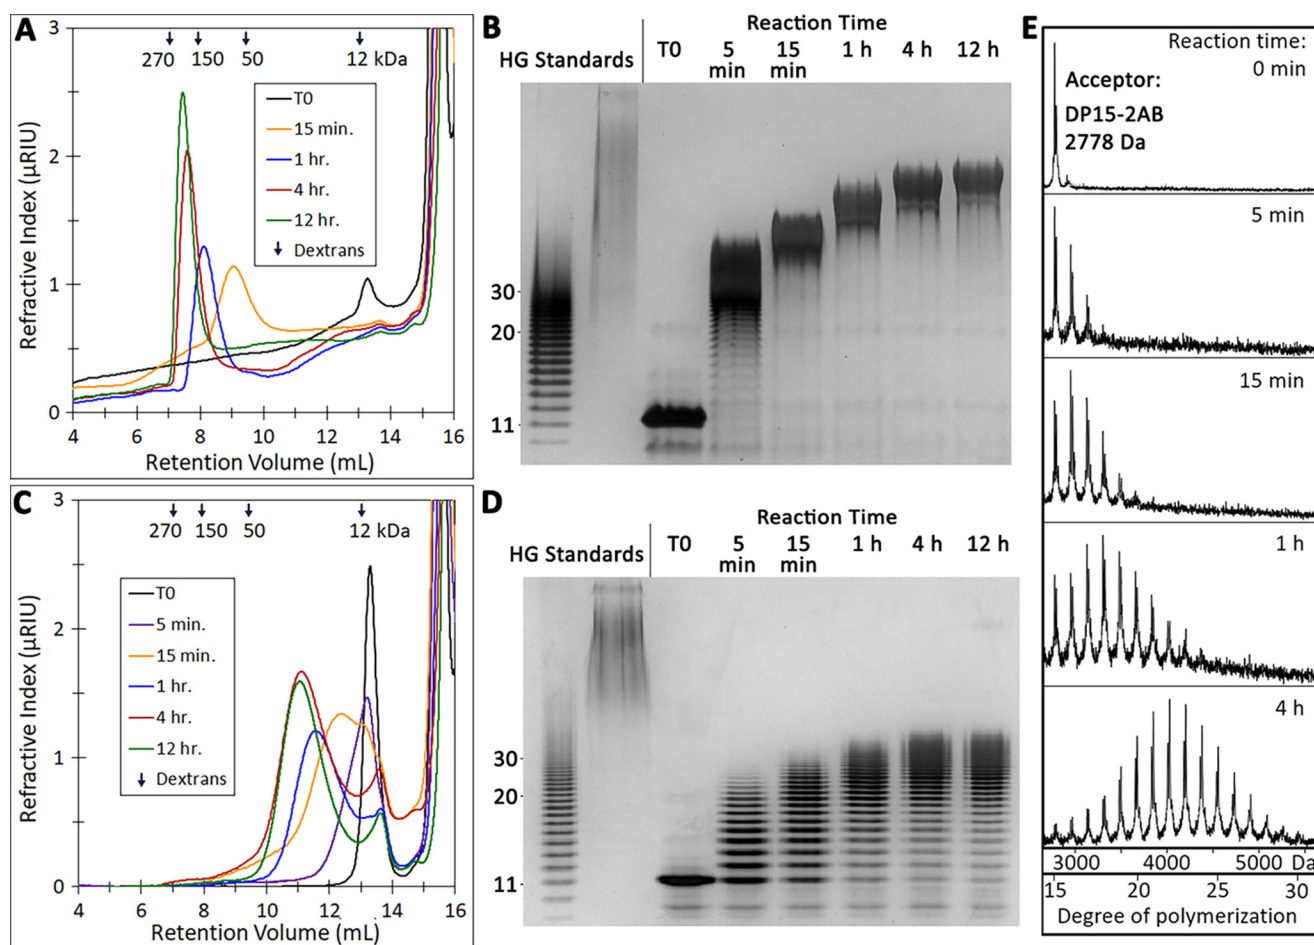 A
270 150 50 12 kDa
T0
15 min.
1 hr.
4 hr.
12 hr.
Dextrans
Refractive Index (µRIU)
3
2
1
0
4 6 8 10 12 14 16
Retention Volume (mL)
B
Reaction Time
HG Standards T0 5 min 15 min 1 h 4 h 12 h
30
20
11
C
270 150 50 12 kDa
T0
5 min.
15 min.
1 hr.
4 hr.
12 hr.
Dextrans
Refractive Index (µRIU)
3
2
1
0
4 6 8 10 12 14 16
Retention Volume (mL)
D
Reaction Time
HG Standards T0 5 min 15 min 1 h 4 h 12 h
30
20
11
E
Reaction time:
0 min
Acceptor:
DP15-2AB
2778 Da
5 min
15 min
1 h
4 h
3000 4000 5000 Da
15 20 25 30
Degree of polymerization